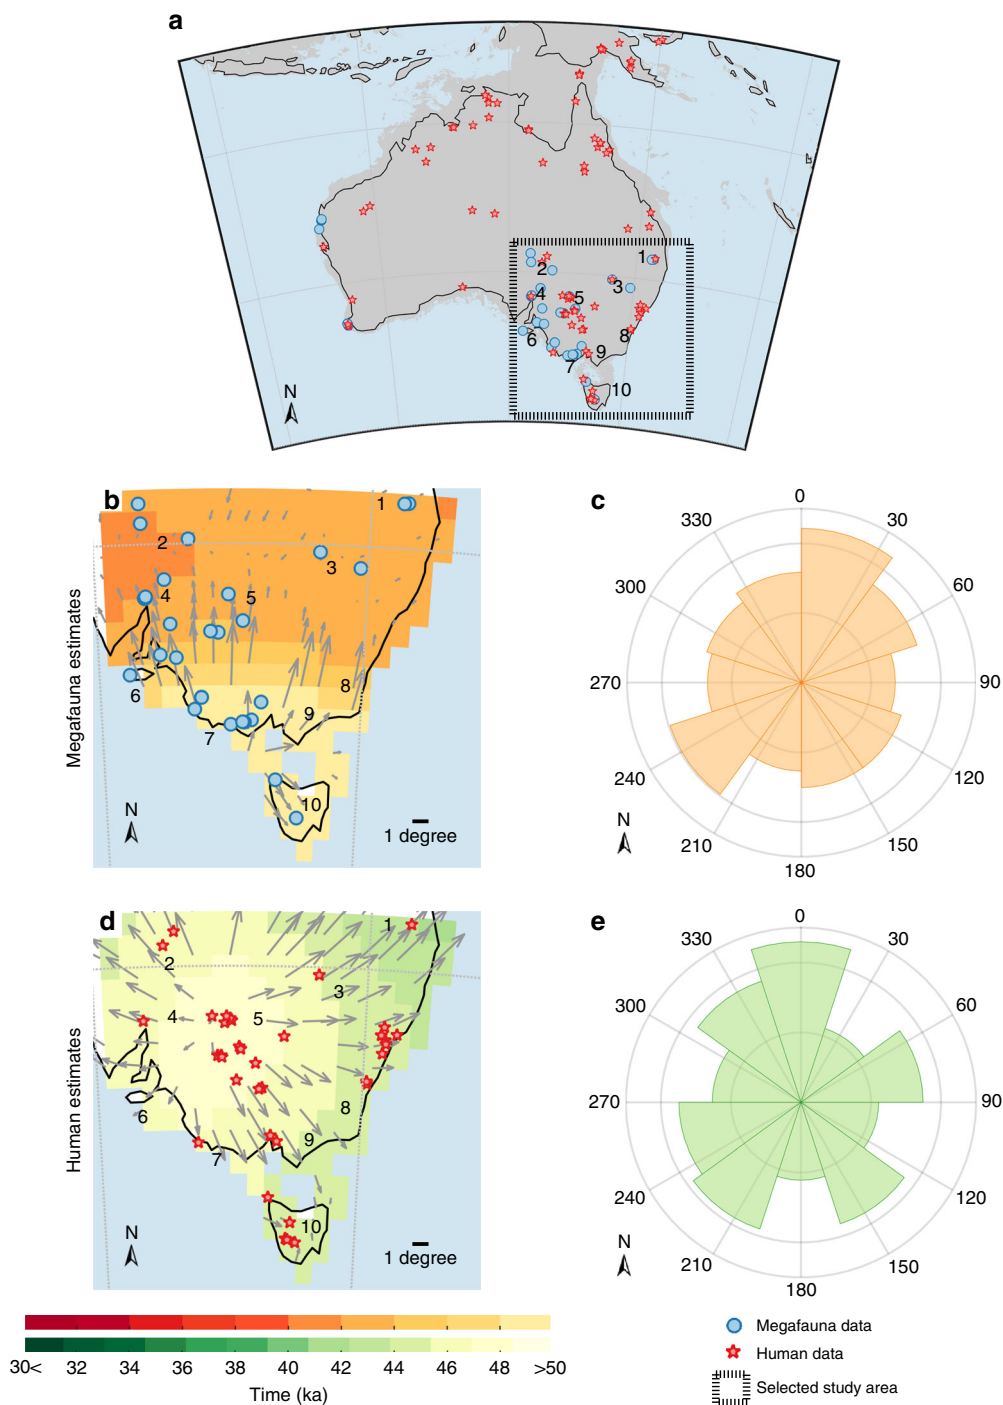 a
1
2
3
4
5
6
7
8
9
10
N
b
1
2
3
4
5
6
7
8
9
10
N
1 degree
Megafauna estimates
c
0
30
60
90
120
150
180
210
240
270
300
330
N
d
1
2
3
4
5
6
7
8
9
10
N
1 degree
Human estimates
e
0
30
60
90
120
150
180
210
240
270
300
330
N
30< 32 34 36 38 40 42 44 46 48 >50
Time (ka)
Megafauna data
Human data
Selected study area